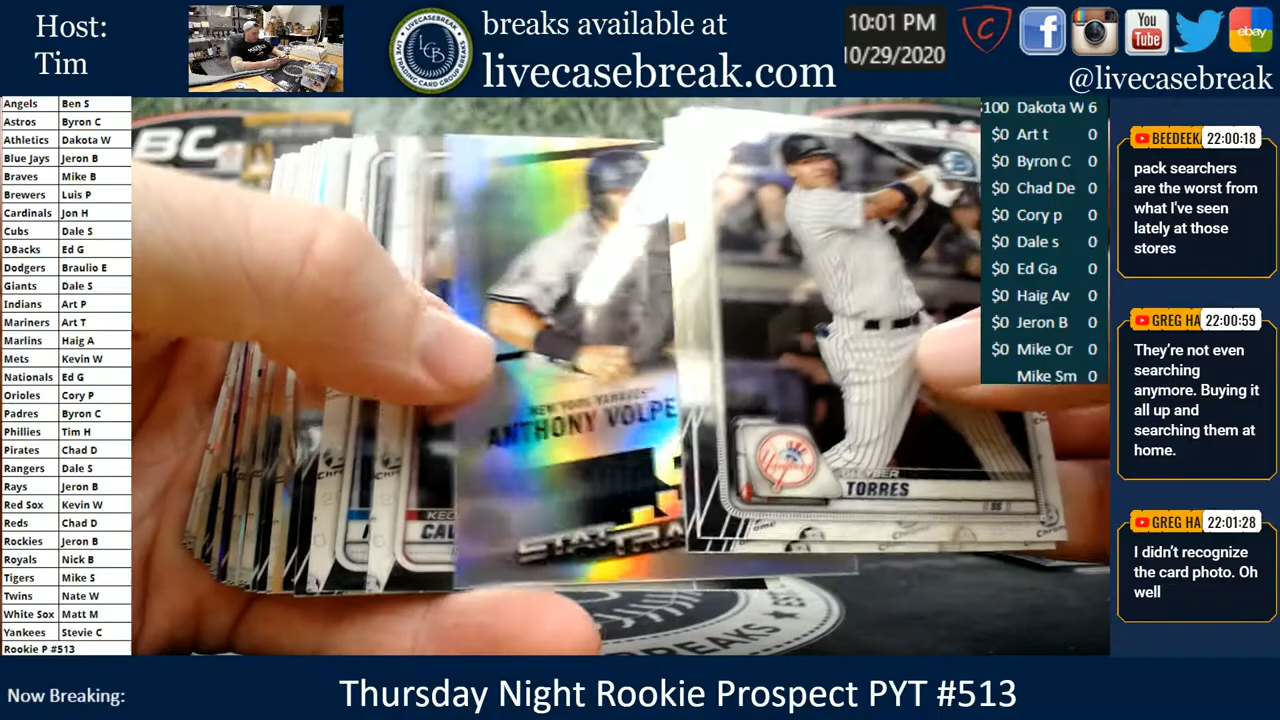 Host:
Tim
LCB
breaks available at
livecasebreak.com
10:01 PM
10/29/2020
You
Tube
ebay
@livecasebreak
Angels Ben S
Astros Byron C
Athletics Dakota W
Blue Jays Jeron B
Braves Mike B
Brewers Luis P
Cardinals Jon H
Cubs Dale S
DBacks Ed G
Dodgers Braulio E
Giants Dale S
Indians Art P
Mariners Art T
Marlins Haig A
Mets Kevin W
Nationals Ed G
Orioles Cory P
Padres Byron C
Phillies Tim H
Pirates Chad D
Rangers Dale S
Rays Jeron B
Red Sox Kevin W
Reds Chad D
Rockies Jeron B
Royals Nick B
Tigers Mike S
Twins Nate W
White Sox Matt M
Yankees Stevie C
Rookie P #513
NEW YORK YANKEES
ANTHONY VOLPE
STAT TRA
TORRES
SS
BREAKS
$100 Dakota W 6
$0 Art t 0
$0 Byron C 0
$0 Chad De 0
$0 Cory p 0
$0 Dale s 0
$0 Ed Ga 0
$0 Haig Av 0
$0 Jeron B 0
$0 Mike Or 0
Mike Sm 0
BEEDEEK 22:00:18
pack searchers
are the worst from
what I've seen
lately at those
stores
GREG HA 22:00:59
They're not even
searching
anymore. Buying it
all up and
searching them at
home.
GREG HA 22:01:28
I didn't recognize
the card photo. Oh
well
Now Breaking:
Thursday Night Rookie Prospect PYT #513